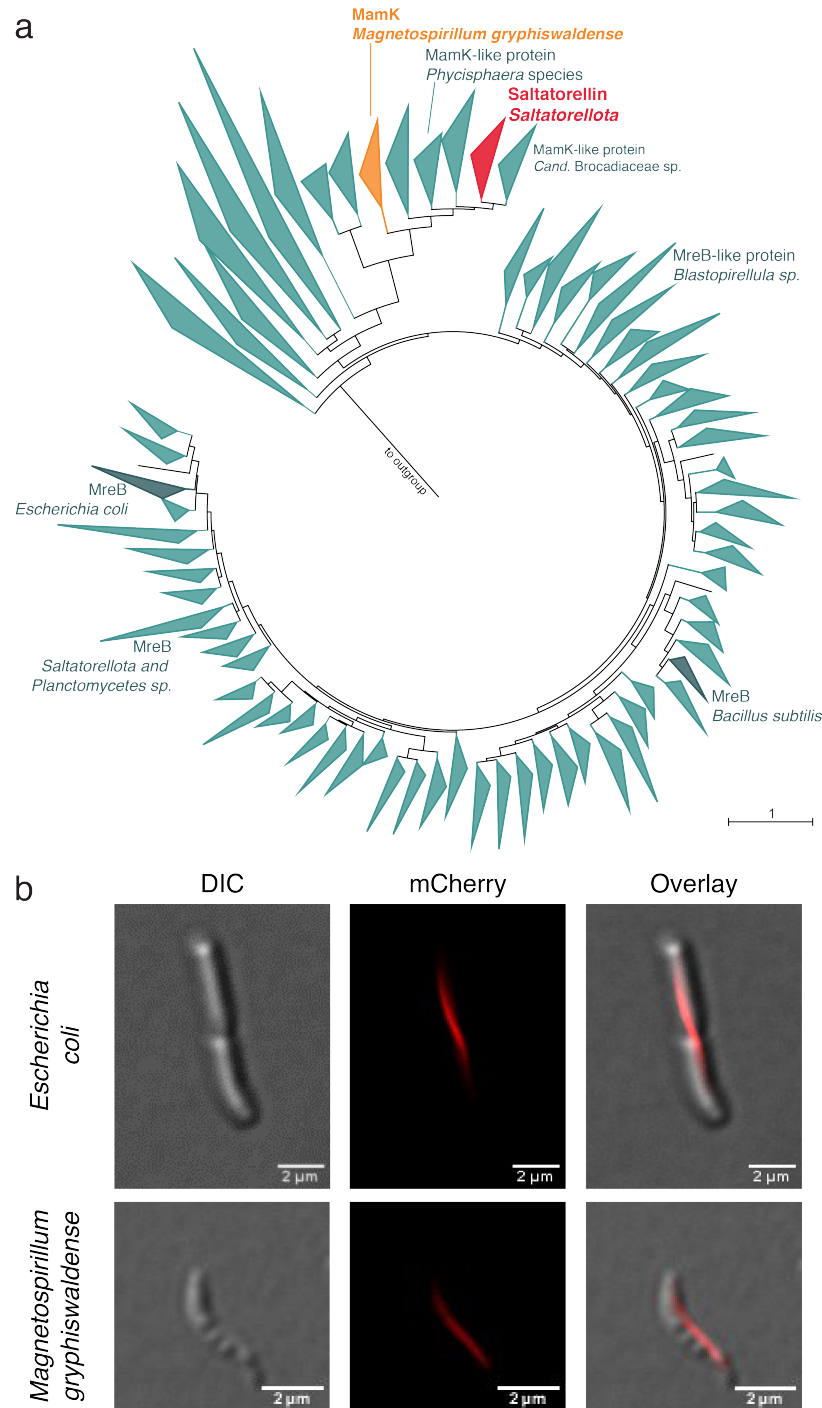 a
MamK
Magnetospirillum gryphiswaldense
MamK-like protein
Phycisphaera species
Saltatorellin
Saltatorellota
MamK-like protein
Cand. Brocadiaceae sp.
MreB-like protein
Blastopirellula sp.
to outgroup
MreB
Escherichia coli
MreB
Saltatorellota and
Planctomycetes sp.
MreB
Bacillus subtilis
1
b
DIC
mCherry
Overlay
Escherichia
coli
2 µm
2 µm
2 µm
Magnetospirillum
gryphiswaldense
2 µm
2 µm
2 µm